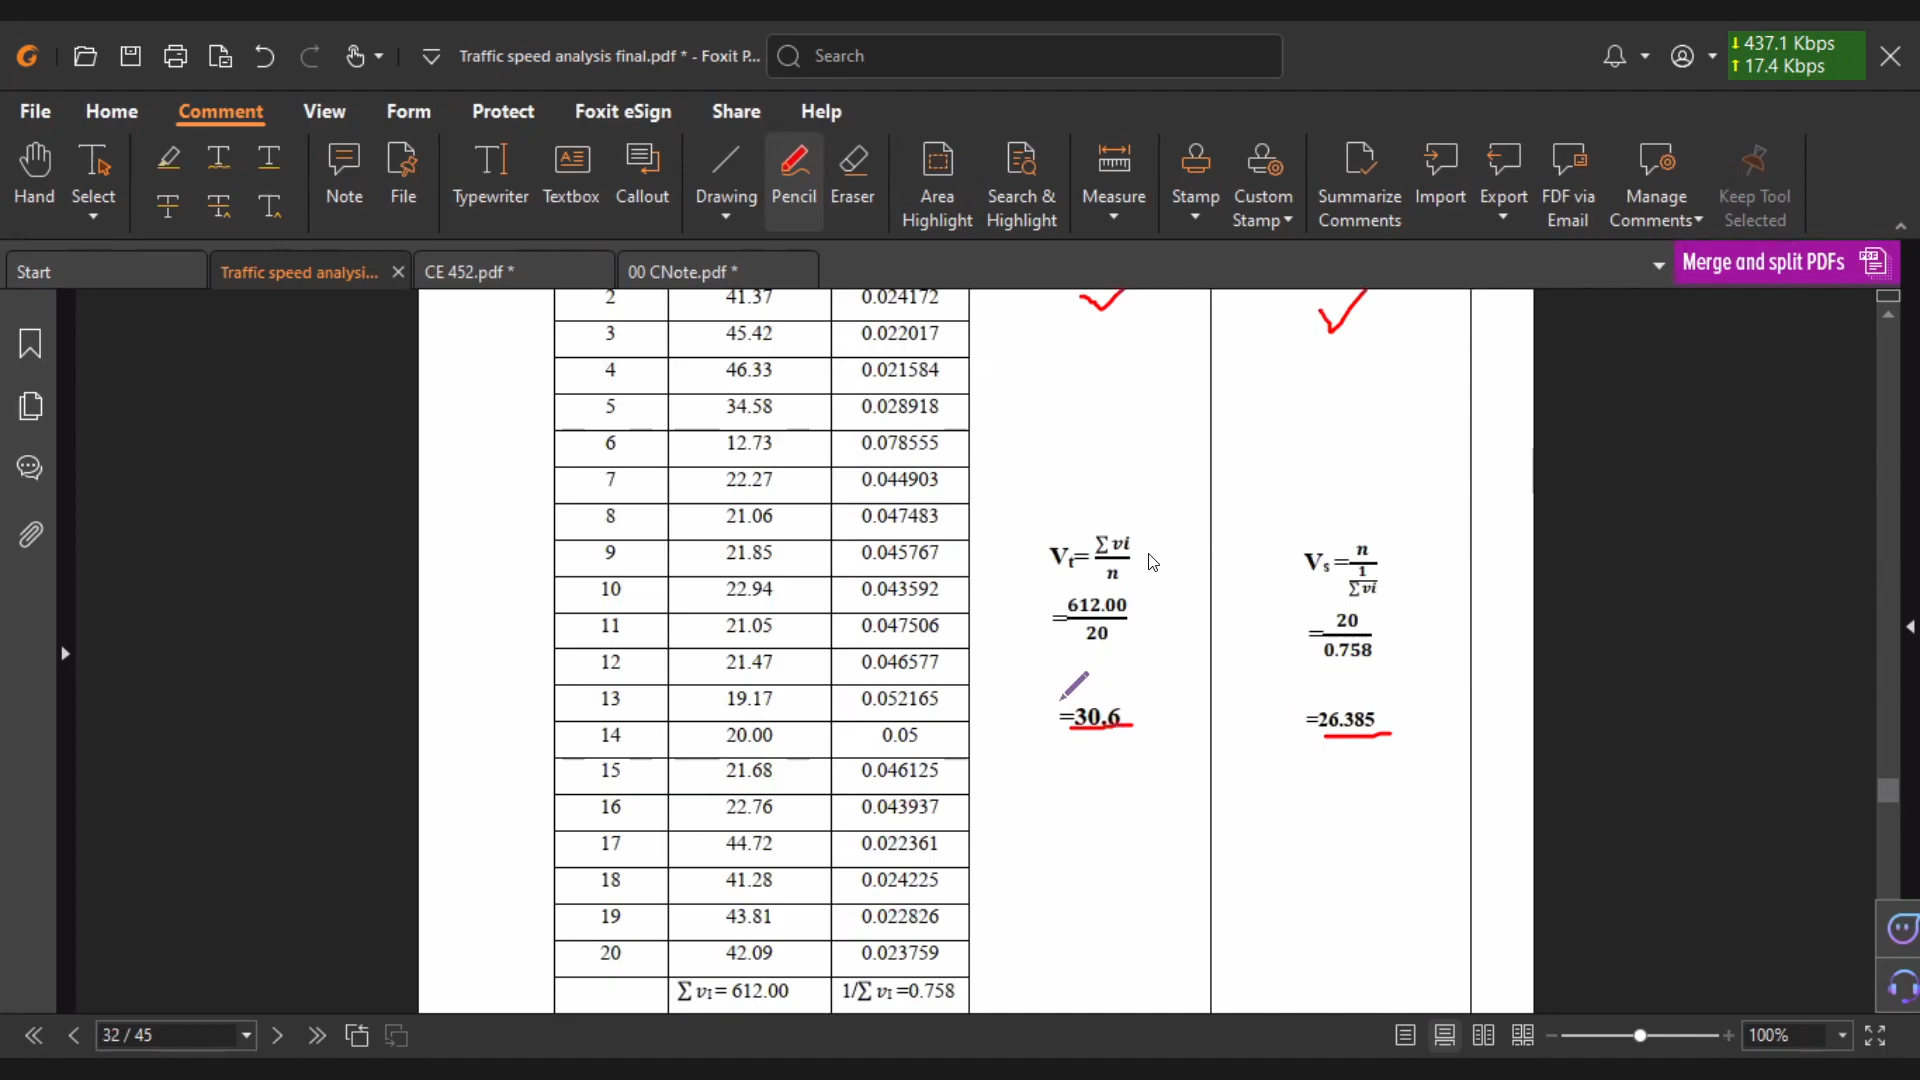 Traffic speed analysis final.pdf * - Foxit P...
Search
437.1 Kbps
17.4 Kbps
File Home Comment View Form Protect Foxit eSign Share Help
Hand
Select
Note
File
Typewriter
Textbox
Callout
Drawing
Pencil
Eraser
Area
Highlight
Search &
Highlight
Measure
Stamp
Custom
Stamp
Summarize
Comments
Import
Export
FDF via
Email
Manage
Comments
Keep Tool
Selected
Start
Traffic speed analysi...
CE 452.pdf *
00 CNote.pdf *
Merge and split PDFs
PDF
2 41.37 0.024172
3 45.42 0.022017
4 46.33 0.021584
5 34.58 0.028918
6 12.73 0.078555
7 22.27 0.044903
8 21.06 0.047483
9 21.85 0.045767
10 22.94 0.043592
11 21.05 0.047506
12 21.47 0.046577
13 19.17 0.052165
14 20.00 0.05
15 21.68 0.046125
16 22.76 0.043937
17 44.72 0.022361
18 41.28 0.024225
19 43.81 0.022826
20 42.09 0.023759
∑ vI = 612.00 1/∑ vI =0.758
Vt= ∑ vi
n
= 612.00
20
=30.6
Vs = n
1
∑ vi
= 20
0.758
=26.385
32 / 45
100%